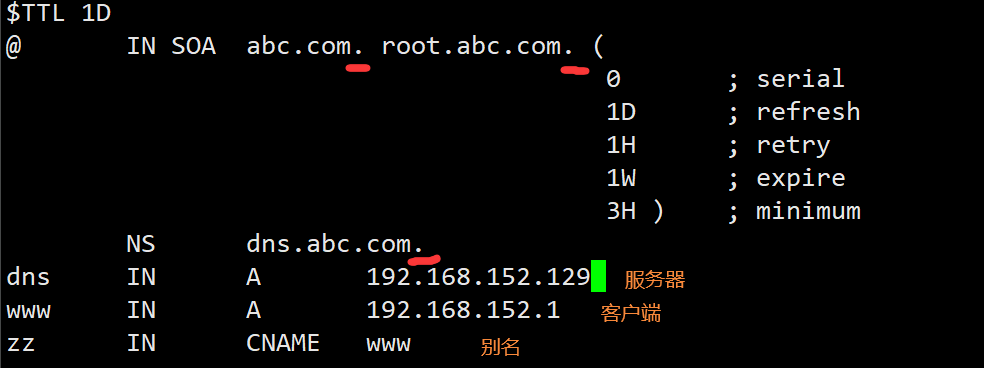 $TTL 1D
@ IN SOA abc.com. root.abc.com. (
0 ; serial
1D ; refresh
1H ; retry
1W ; expire
3H ) ; minimum
NS dns.abc.com.
dns IN A 192.168.152.129 服务器
www IN A 192.168.152.1 客户端
zz IN CNAME www 别名